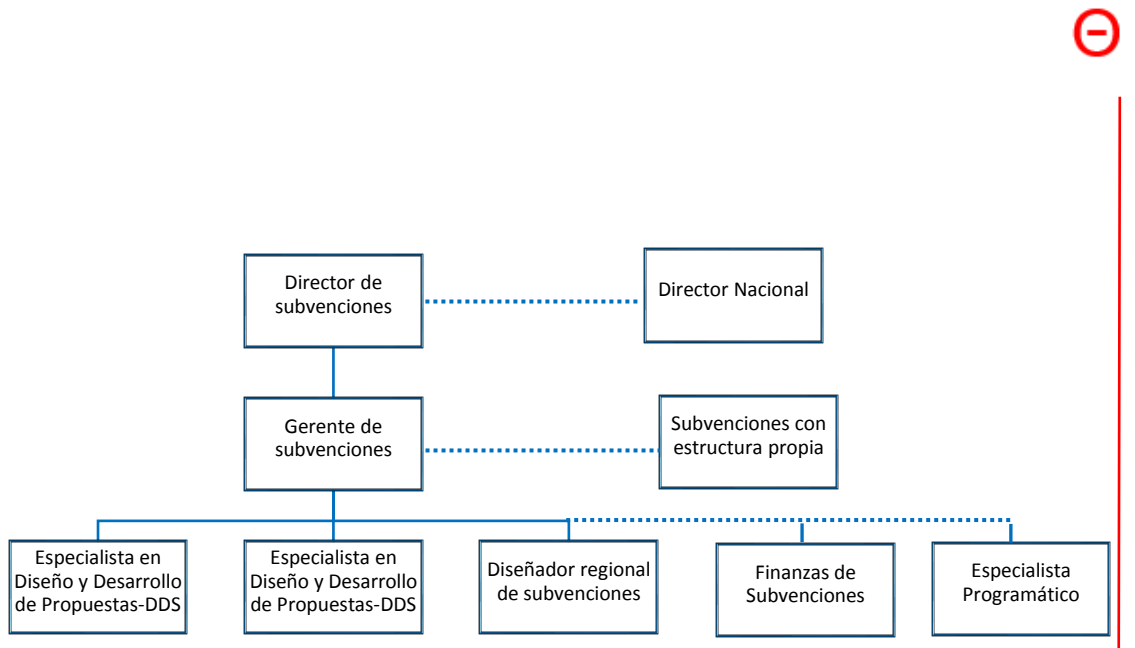 Director de
subvenciones
Director Nacional
Gerente de
subvenciones
Subvenciones con
estructura propia
Especialista en
Diseño y Desarrollo
de Propuestas-DDS
Especialista en
Diseño y Desarrollo
de Propuestas-DDS
Diseñador regional
de subvenciones
Finanzas de
Subvenciones
Especialista
Programático